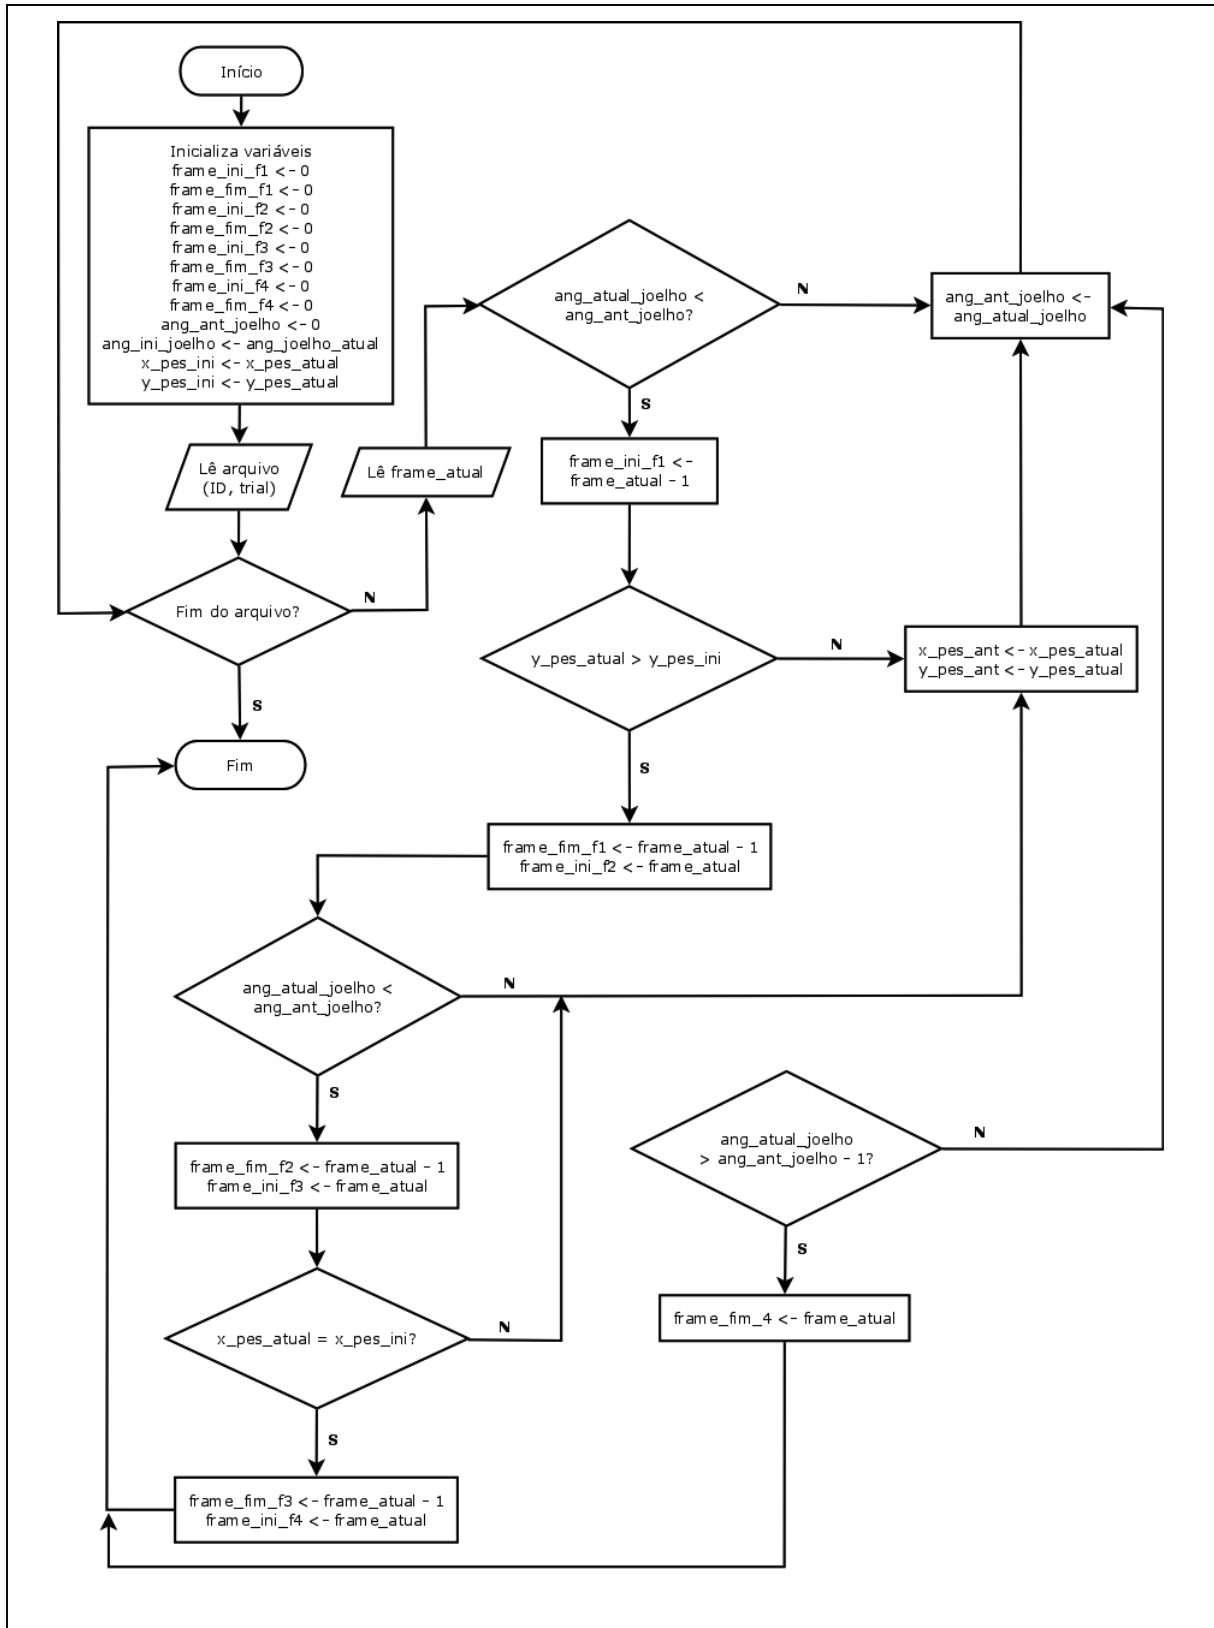 Início
Inicializa variáveis
frame_ini_f1 <- 0
frame_fim_f1 <- 0
frame_ini_f2 <- 0
frame_fim_f2 <- 0
frame_ini_f3 <- 0
frame_fim_f3 <- 0
frame_ini_f4 <- 0
frame_fim_f4 <- 0
ang_ant_joelho <- 0
ang_ini_joelho <- ang_joelho_atual
x_pes_ini <- x_pes_atual
y_pes_ini <- y_pes_atual
Lê arquivo
(ID, trial)
Fim do arquivo?
N
S
Fim
Lê frame_atual
ang_atual_joelho <
ang_ant_joelho?
N
S
ang_ant_joelho <-
ang_atual_joelho
frame_ini_f1 <-
frame_atual - 1
y_pes_atual > y_pes_ini
N
S
x_pes_ant <- x_pes_atual
y_pes_ant <- y_pes_atual
frame_fim_f1 <- frame_atual - 1
frame_ini_f2 <- frame_atual
ang_atual_joelho <
ang_ant_joelho?
N
S
frame_fim_f2 <- frame_atual - 1
frame_ini_f3 <- frame_atual
x_pes_atual = x_pes_ini?
N
S
frame_fim_f3 <- frame_atual - 1
frame_ini_f4 <- frame_atual
ang_atual_joelho
> ang_ant_joelho - 1?
N
S
frame_fim_4 <- frame_atual